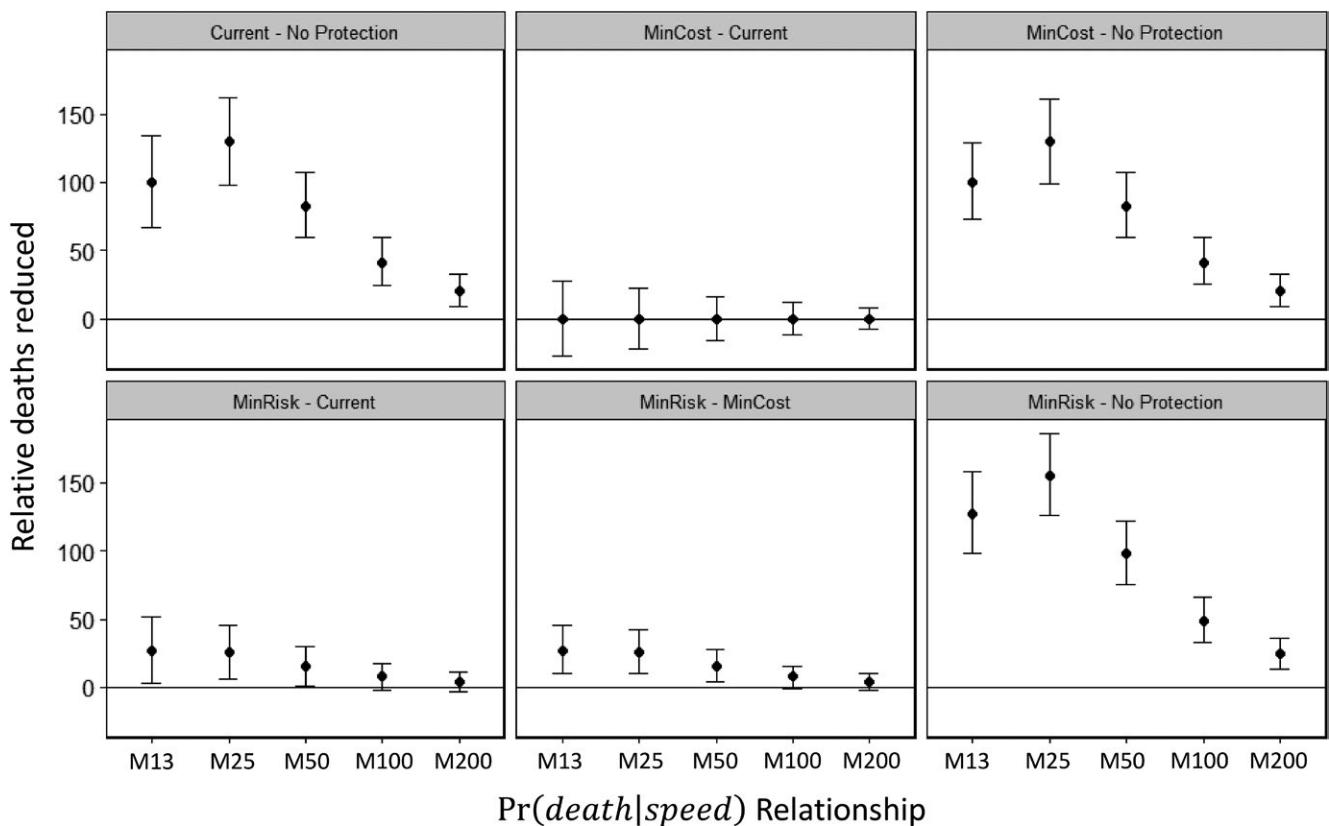 Current - No Protection
MinCost - Current
MinCost - No Protection
150
100
50
0
MinRisk - Current
MinRisk - MinCost
MinRisk - No Protection
150
100
50
0
Relative deaths reduced
M13 M25 M50 M100 M200
M13 M25 M50 M100 M200
M13 M25 M50 M100 M200
Pr(death|speed) Relationship